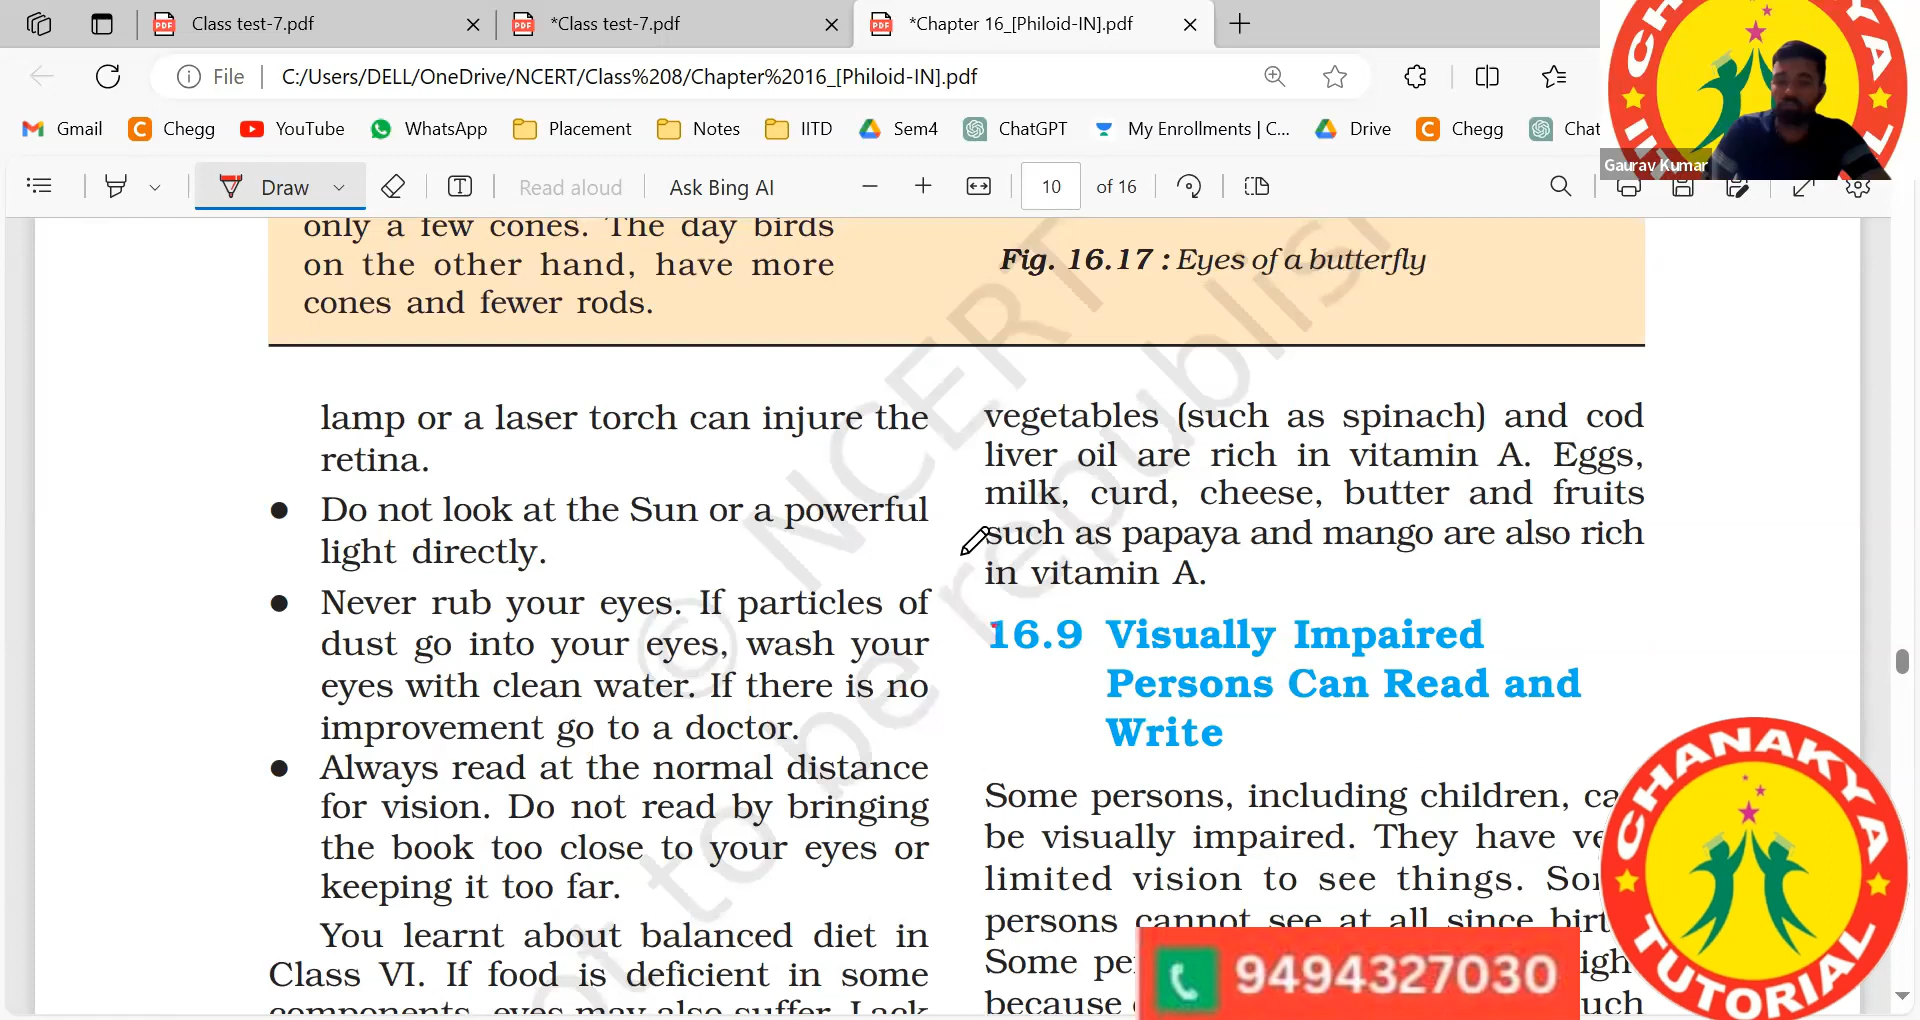 Class test-7.pdf
*Class test-7.pdf
*Chapter 16_[Philoid-IN].pdf
File
C:/Users/DELL/OneDrive/NCERT/Class%208/Chapter%2016_[Philoid-IN].pdf
Gmail
Chegg
YouTube
WhatsApp
Placement
Notes
IITD
Sem4
ChatGPT
My Enrollments | C...
Drive
Chegg
Chat
Gaurav Kumar
Draw
Read aloud
Ask Bing AI
10 of 16
only a few cones. The day birds
on the other hand, have more
cones and fewer rods.
Fig. 16.17 : Eyes of a butterfly
lamp or a laser torch can injure the
retina.
● Do not look at the Sun or a powerful
light directly.
● Never rub your eyes. If particles of
dust go into your eyes, wash your
eyes with clean water. If there is no
improvement go to a doctor.
● Always read at the normal distance
for vision. Do not read by bringing
the book too close to your eyes or
keeping it too far.
You learnt about balanced diet in
Class VI. If food is deficient in some
components, eyes may also suffer. Lack
vegetables (such as spinach) and cod
liver oil are rich in vitamin A. Eggs,
milk, curd, cheese, butter and fruits
such as papaya and mango are also rich
in vitamin A.
16.9 Visually Impaired
Persons Can Read and
Write
Some persons, including children, ca
be visually impaired. They have ve
limited vision to see things. Som
persons cannot see at all since birt
Some pe
because
uch
© NCERT
not to be republis
9494327030
CHANAKYA
TUTORIAL